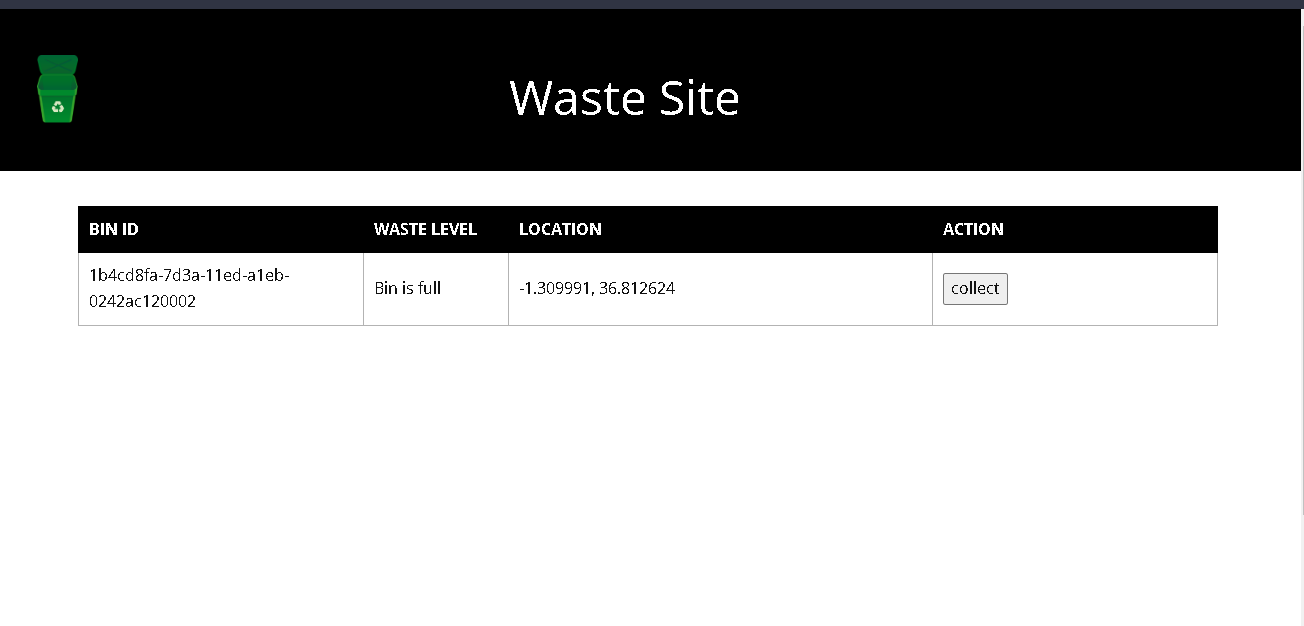 Waste Site
BIN ID WASTE LEVEL LOCATION ACTION
1b4cd8fa-7d3a-11ed-a1eb-
0242ac120002
Bin is full
-1.309991, 36.812624
collect